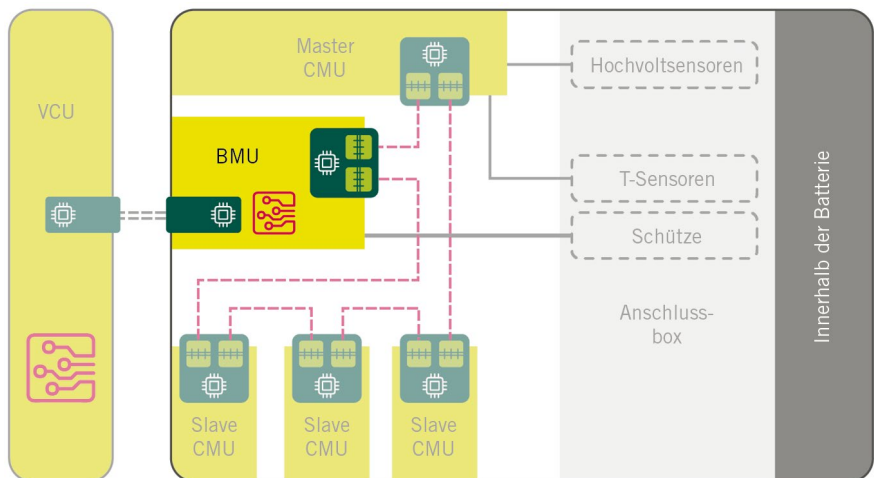 VCU
Master
CMU
Hochvoltsensoren
BMU
T-Sensoren
Schütze
Anschluss-
box
Innerhalb der Batterie
Slave
CMU
Slave
CMU
Slave
CMU